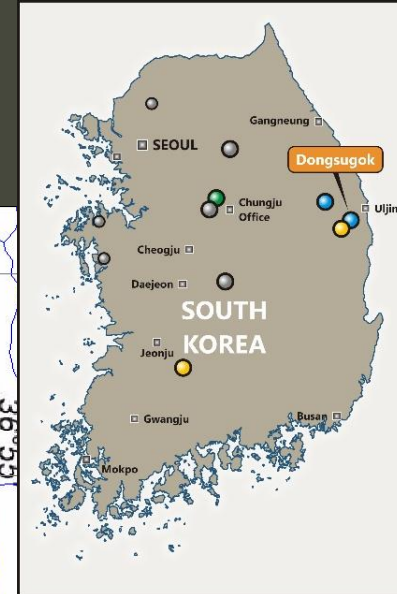 Gangneung
SEOUL
Dongsugok
Chungju
Office
Uljin
Cheogju
Daejeon
SOUTH
KOREA
Jeonju
Gwangju
Busan
Mokpo
36°55'